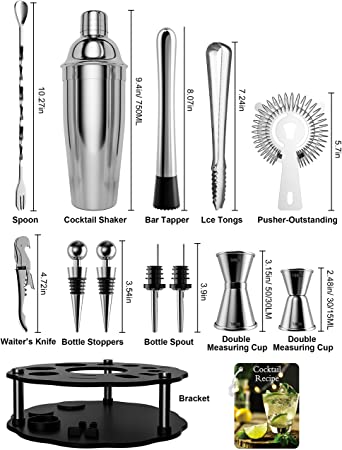 10.27in
9.4in/ 750ML
8.07in
7.24in
5.7in
Spoon
Cocktail Shaker
Bar Tapper
Lce Tongs
Pusher-Outstanding
4.72in
3.54in
3.9in
3.15in/ 50/30LM
2.48in/ 30/15ML
Waiter's Knife
Bottle Stoppers
Bottle Spout
Double
Measuring Cup
Double
Measuring Cup
Bracket
Cocktail
Recipe